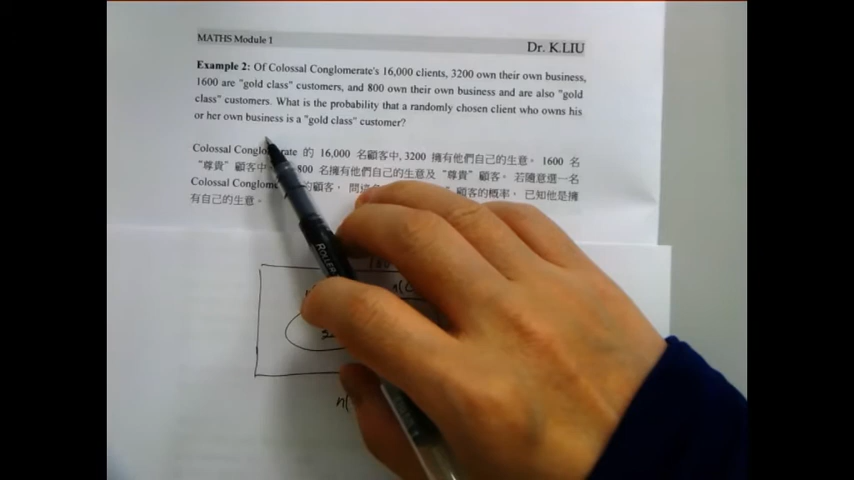 MATHS Module 1
Dr. K.LIU
Example 2: Of Colossal Conglomerate's 16,000 clients, 3200 own their own business,
1600 are "gold class" customers, and 800 own their own business and are also "gold
class" customers. What is the probability that a randomly chosen client who owns his
or her own business is a "gold class" customer?
Colossal 的 16,000 名顧客中, 3200 擁有他們自己的生意。 1600 名
“尊貴”顧客中 800 名擁有他們自己的生意及“尊貴”顧客。 若隨意選一名
Colossal 的顧客， ”顧客的概率， 已知他是擁
有自己的生意。
ROLLER
n(